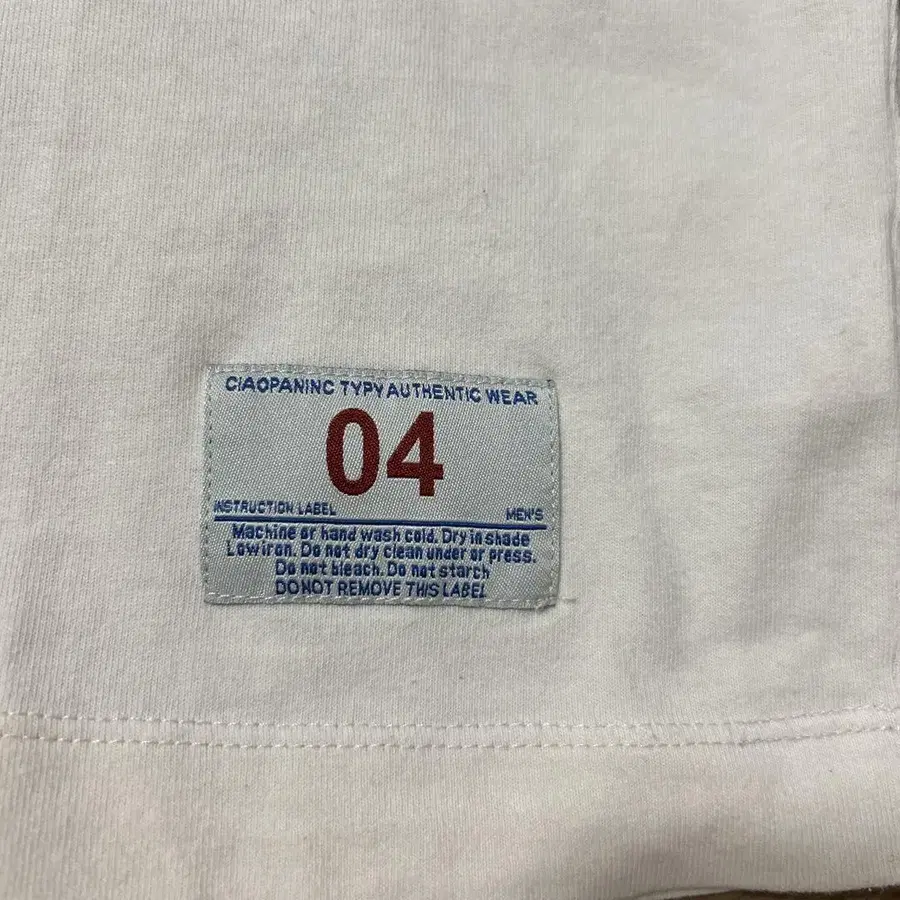 CIAOPANINC TYPY AUTHENTIC WEAR
04
INSTRUCTION LABEL MEN'S
Machine or hand wash cold. Dry in shade
Low iron. Do not dry clean under or press.
Do not bleach. Do not starch
DO NOT REMOVE THIS LABEL